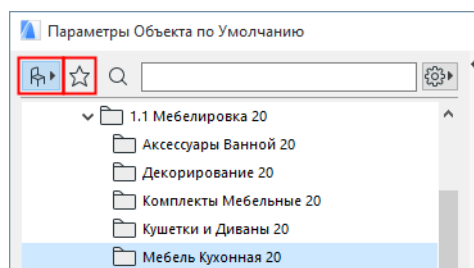 Параметры Объекта по Умолчанию
1.1 Мебелировка 20
Аксессуары Ванной 20
Декорирование 20
Комплекты Мебельные 20
Кушетки и Диваны 20
Мебель Кухонная 20